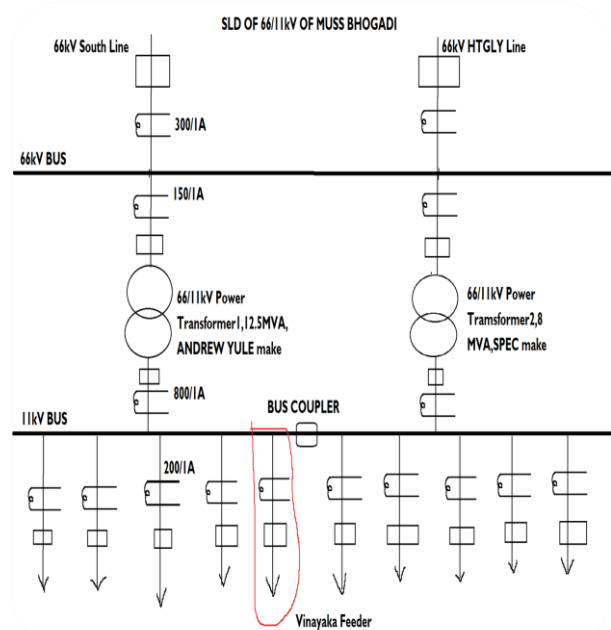 SLD OF 66/11kV OF MUSS BHOGADI
66kV South Line
66kV HTGLY Line
300/1A
66kV BUS
150/1A
66/11kV Power
Transformer1,12.5MVA,
ANDREW YULE make
66/11kV Power
Tramsformer2,8
MVA,SPEC make
800/1A
BUS COUPLER
11kV BUS
200/1A
Vinayaka Feeder